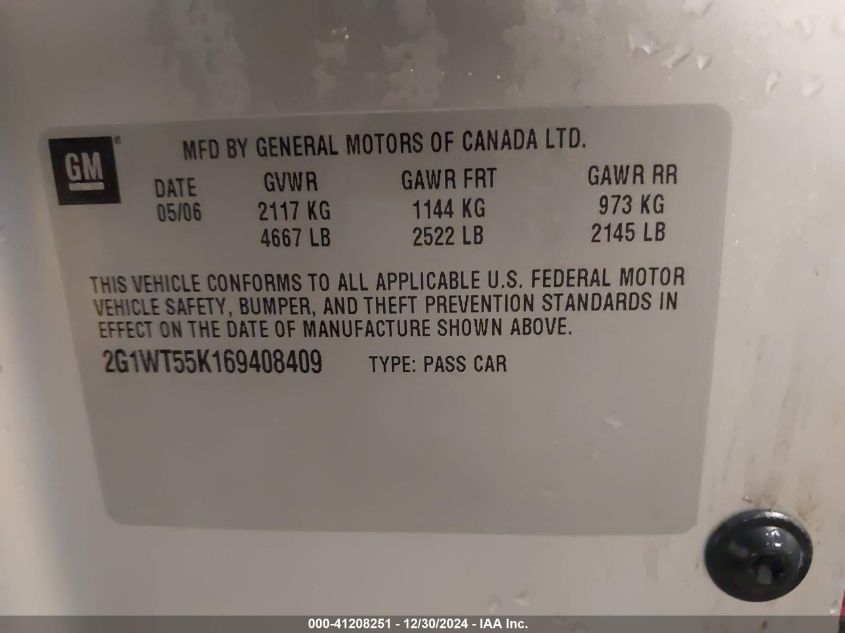 GM®
MFD BY GENERAL MOTORS OF CANADA LTD.
DATE GVWR GAWR FRT GAWR RR
05/06 2117 KG 1144 KG 973 KG
4667 LB 2522 LB 2145 LB
THIS VEHICLE CONFORMS TO ALL APPLICABLE U.S. FEDERAL MOTOR
VEHICLE SAFETY, BUMPER, AND THEFT PREVENTION STANDARDS IN
EFFECT ON THE DATE OF MANUFACTURE SHOWN ABOVE.
2G1WT55K169408409 TYPE: PASS CAR
000-41208251 - 12/30/2024 - IAA Inc.